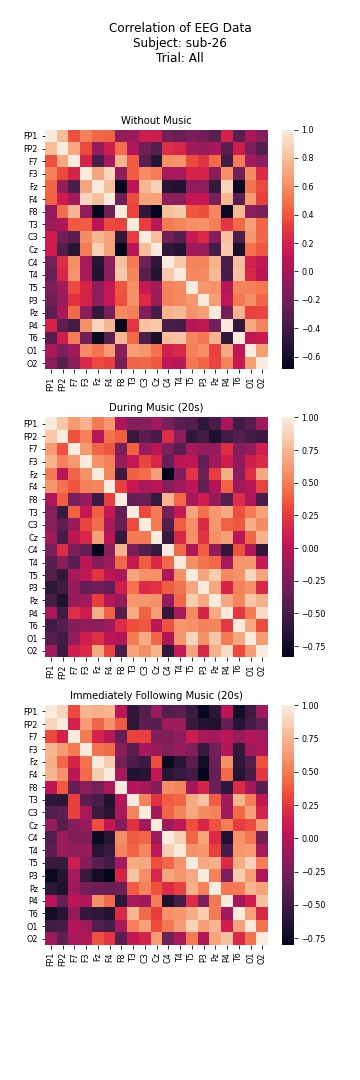 Correlation of EEG Data
Subject: sub-26
Trial: All
Without Music
FP1
FP2
F7
F3
Fz
F4
F8
T3
C3
Cz
C4
T4
T5
P3
Pz
P4
T6
O1
O2
FP1 FP2 F7 F3 Fz F4 F8 T3 C3 Cz C4 T4 T5 P3 Pz P4 T6 O1 O2
1.0
0.8
0.6
0.4
0.2
0.0
−0.2
−0.4
−0.6
During Music (20s)
FP1
FP2
F7
F3
Fz
F4
F8
T3
C3
Cz
C4
T4
T5
P3
Pz
P4
T6
O1
O2
FP1 FP2 F7 F3 Fz F4 F8 T3 C3 Cz C4 T4 T5 P3 Pz P4 T6 O1 O2
1.00
0.75
0.50
0.25
0.00
−0.25
−0.50
−0.75
Immediately Following Music (20s)
FP1
FP2
F7
F3
Fz
F4
F8
T3
C3
Cz
C4
T4
T5
P3
Pz
P4
T6
O1
O2
FP1 FP2 F7 F3 Fz F4 F8 T3 C3 Cz C4 T4 T5 P3 Pz P4 T6 O1 O2
1.00
0.75
0.50
0.25
0.00
−0.25
−0.50
−0.75